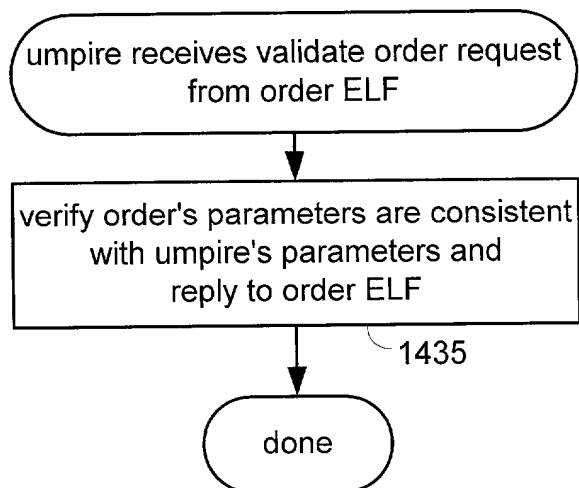 umpire receives validate order request
from order ELF
verify order's parameters are consistent
with umpire's parameters and
reply to order ELF
1435
done